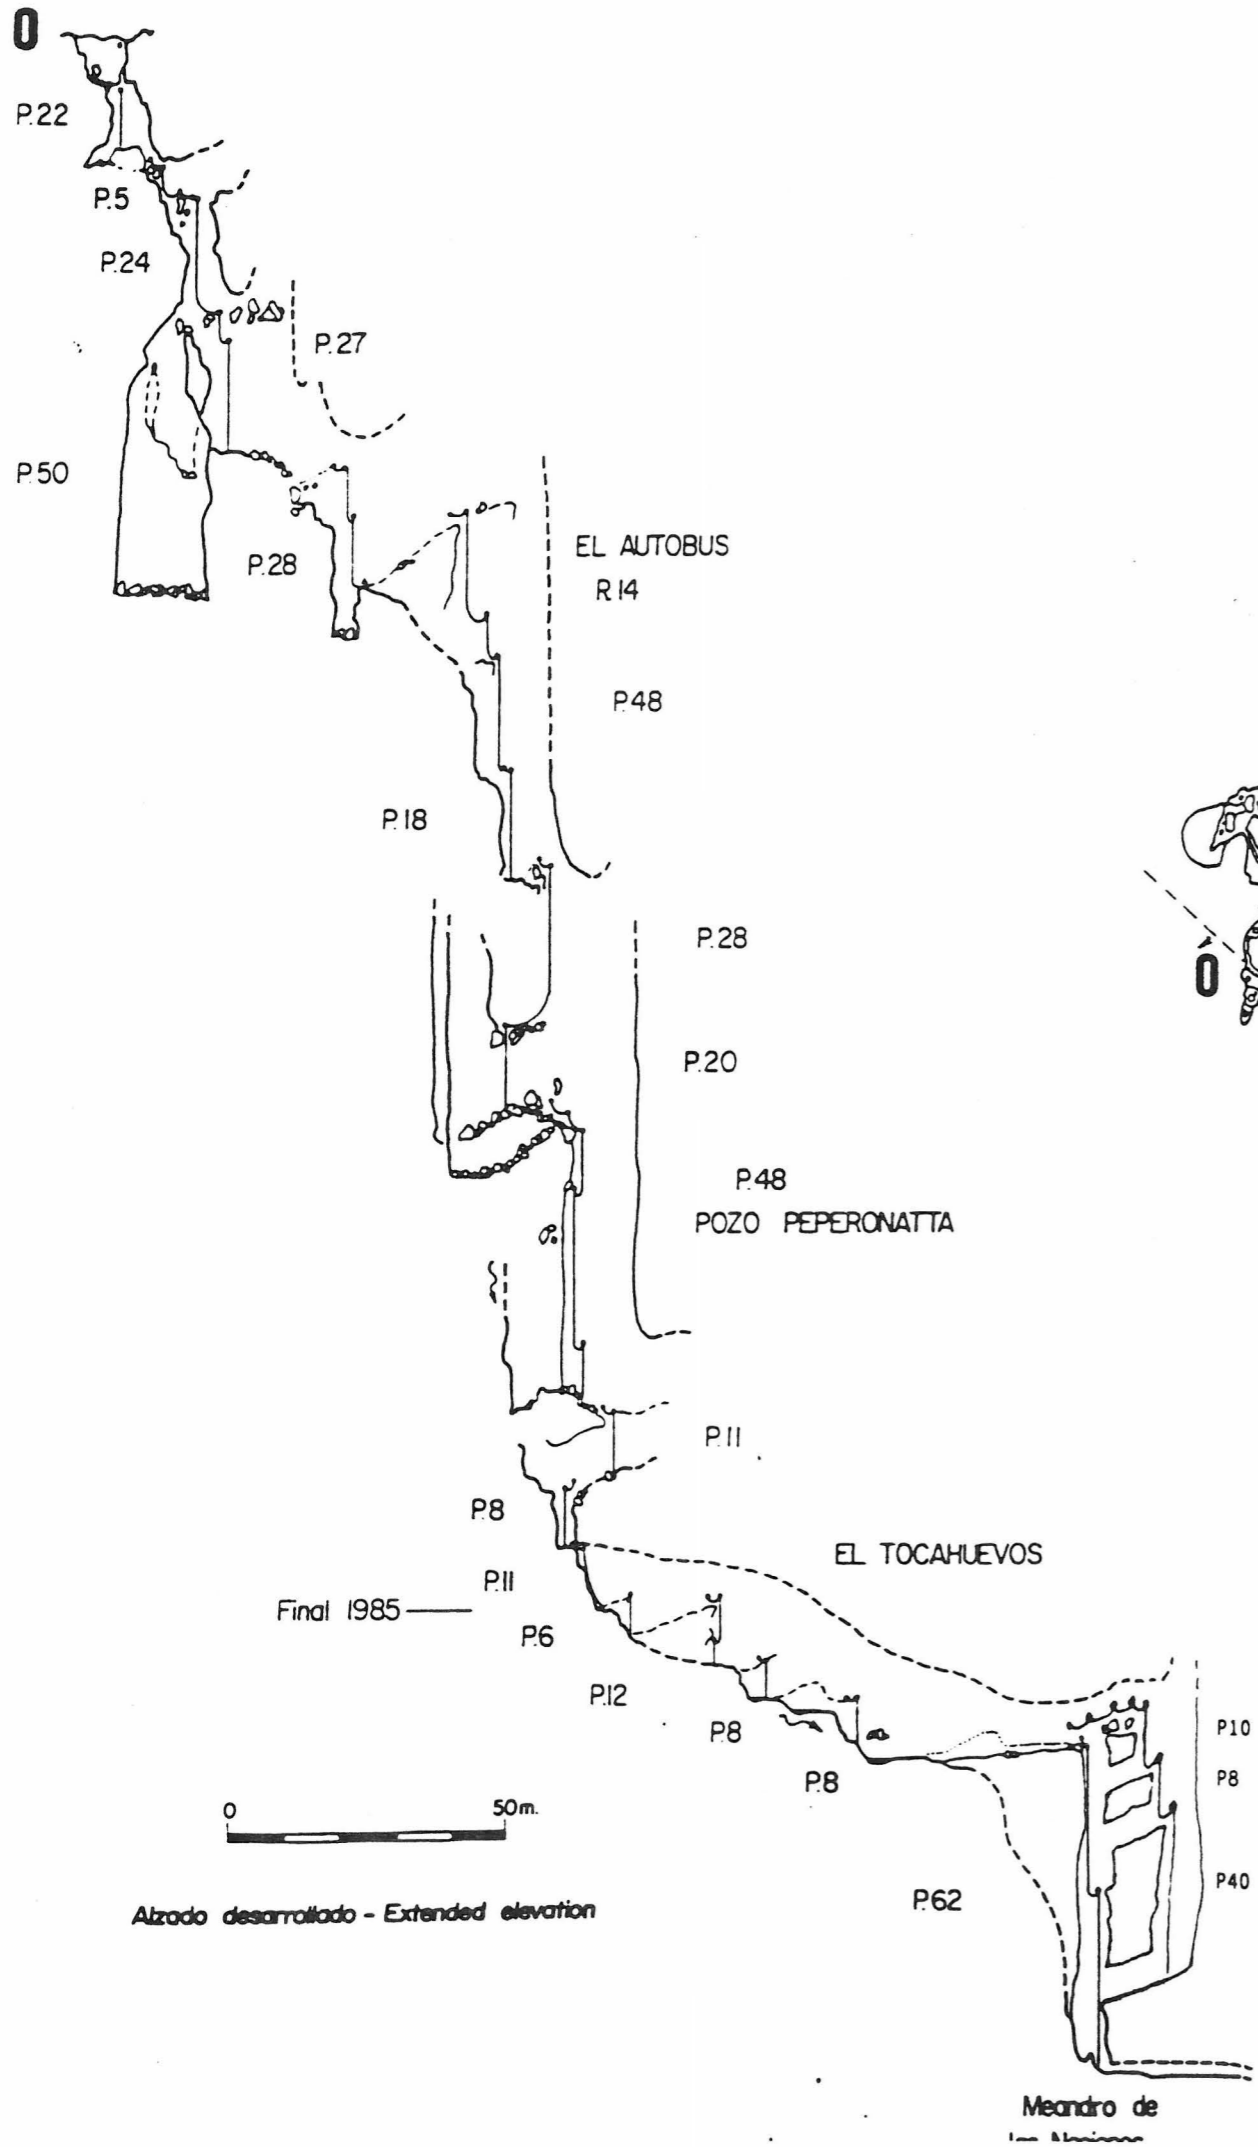 0
P.22
P.5
P.24
P.27
P.50
P.28
EL AUTOBUS
R.14
P.48
P.18
P.28
0
P.20
P.48
POZO PEPERONATTA
P.11
P.8
EL TOCAHUEVOS
P.11
Final 1985
P.6
P.12
P.8
P10
P8
P.8
0 50m.
P40
P.62
Alzado desarrollado - Extended elevation
Meandro de